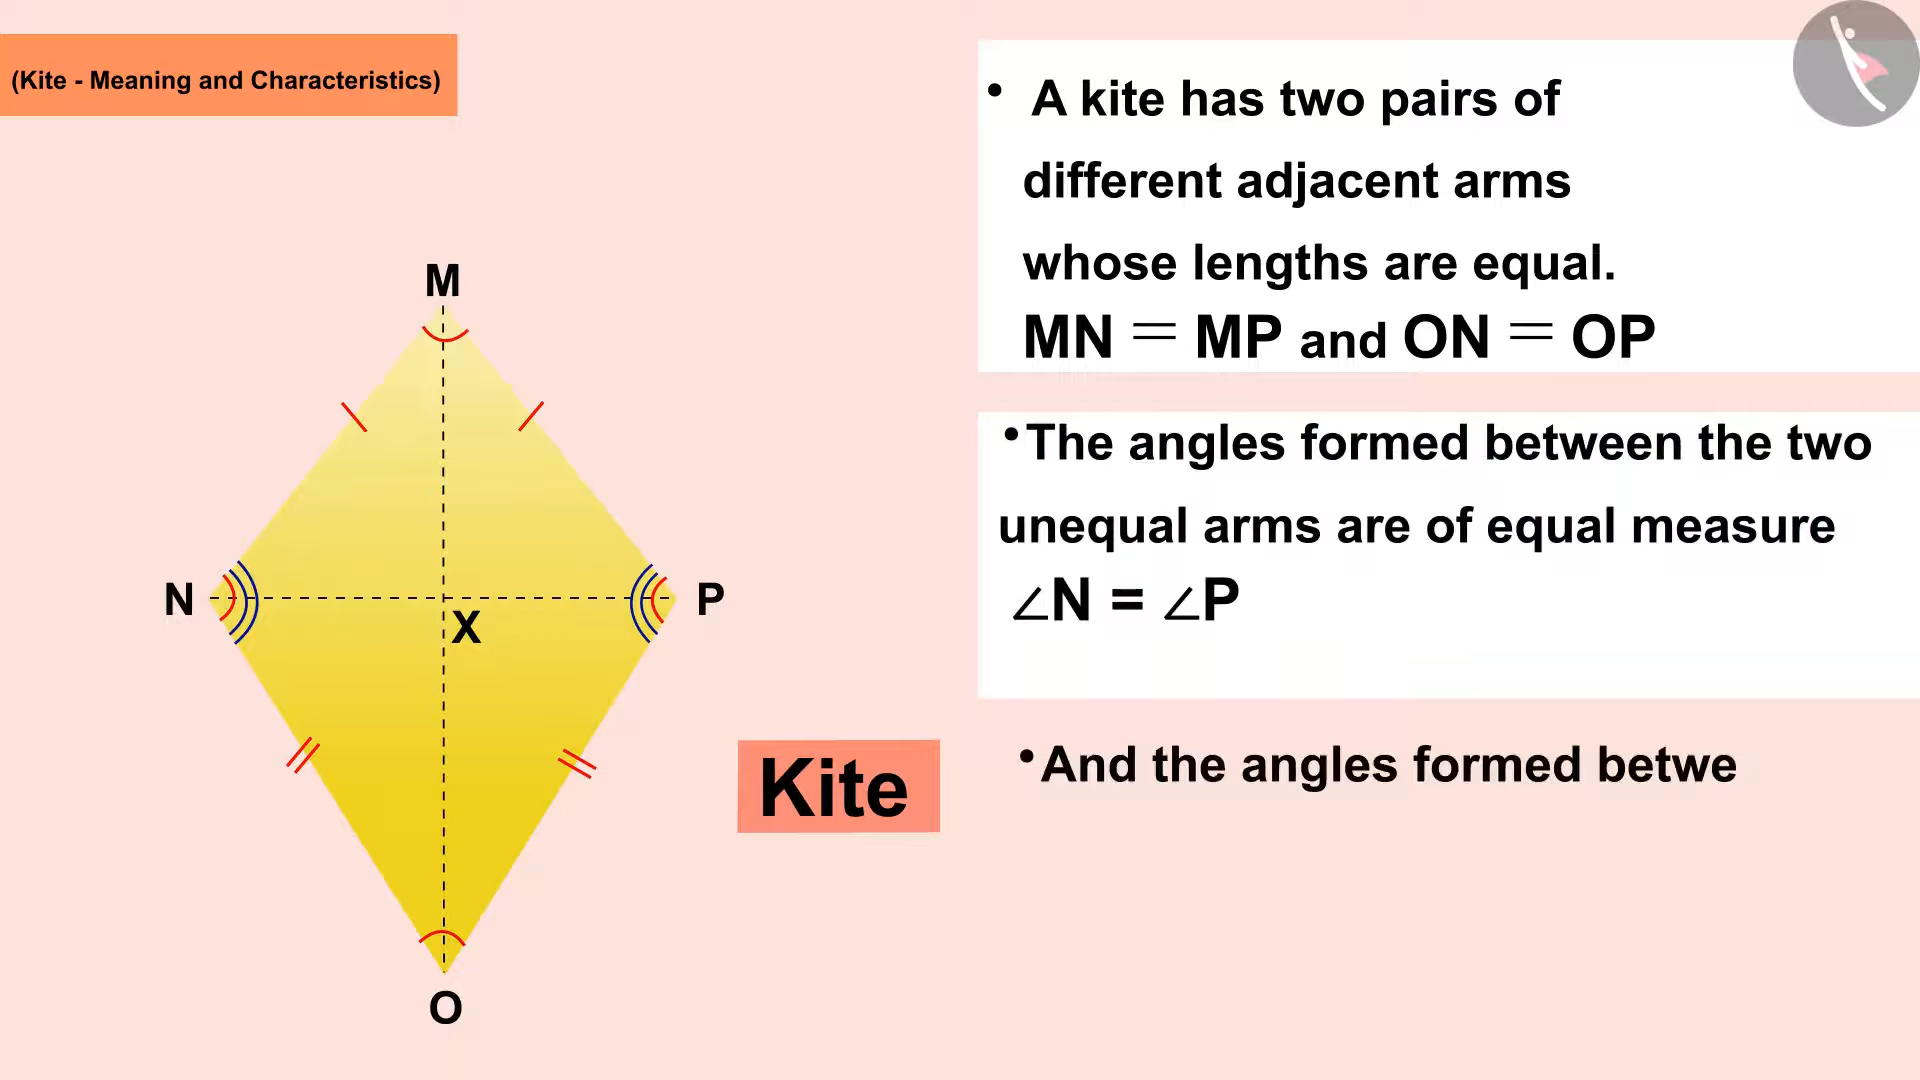 (Kite - Meaning and Characteristics)
• A kite has two pairs of
different adjacent arms
whose lengths are equal.
MN = MP and ON = OP
•The angles formed between the two
unequal arms are of equal measure
∠N = ∠P
•And the angles formed betwe
M
N
P
X
O
Kite